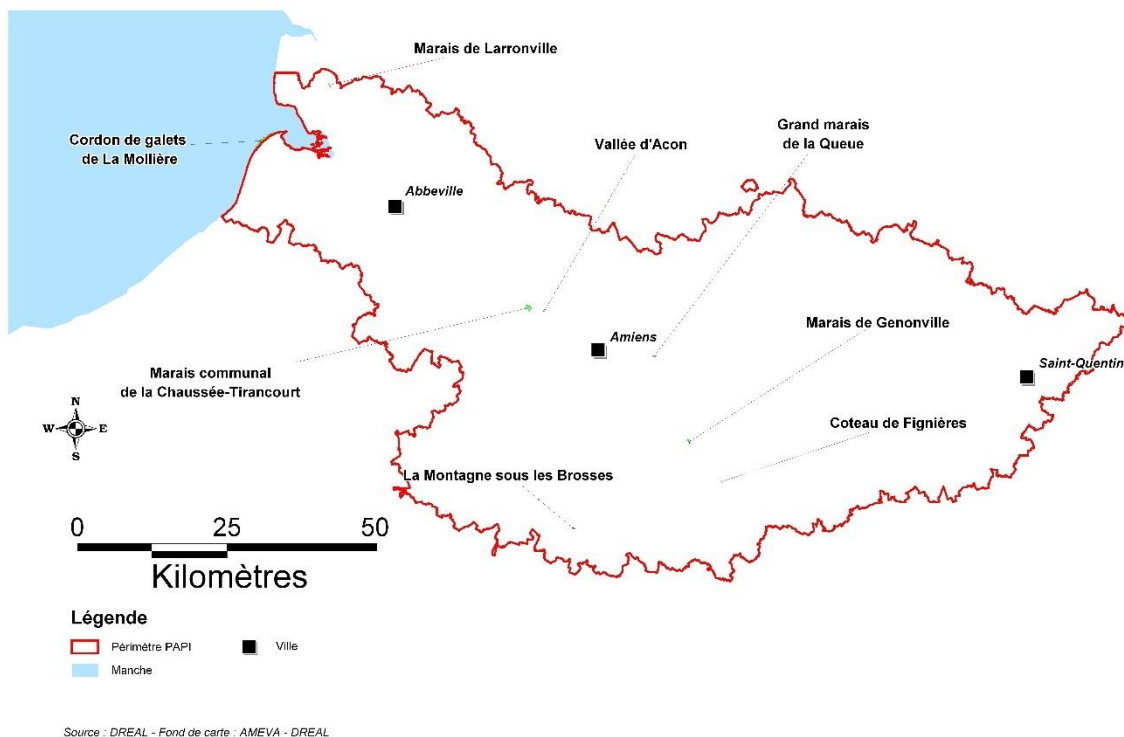 Marais de Larronville
Cordon de galets
de La Mollière
Vallée d'Acon
Grand marais
de la Queue
Abbeville
Marais de Genonville
Amiens
Saint-Quentin
Marais communal
de la Chaussée-Tirancourt
N
W E
S
Coteau de Fignières
La Montagne sous les Brosses
0 25 50
Kilomètres
Légende
Périmètre PAPI
Ville
Manche
Source : DREAL - Fond de carte : AMEVA - DREAL